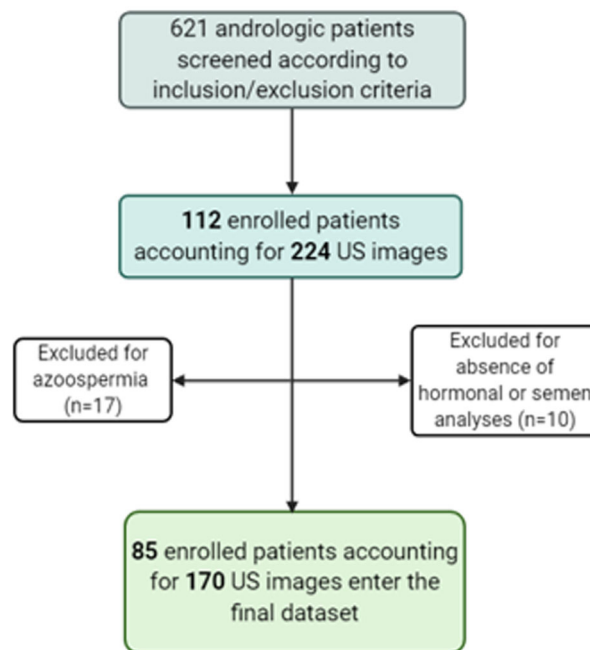 621 andrologic patients
screened according to
inclusion/exclusion criteria
112 enrolled patients
accounting for 224 US images
Excluded for
azoospermia
(n=17)
Excluded for
absence of
hormonal or semen
analyses (n=10)
85 enrolled patients accounting
for 170 US images enter the
final dataset